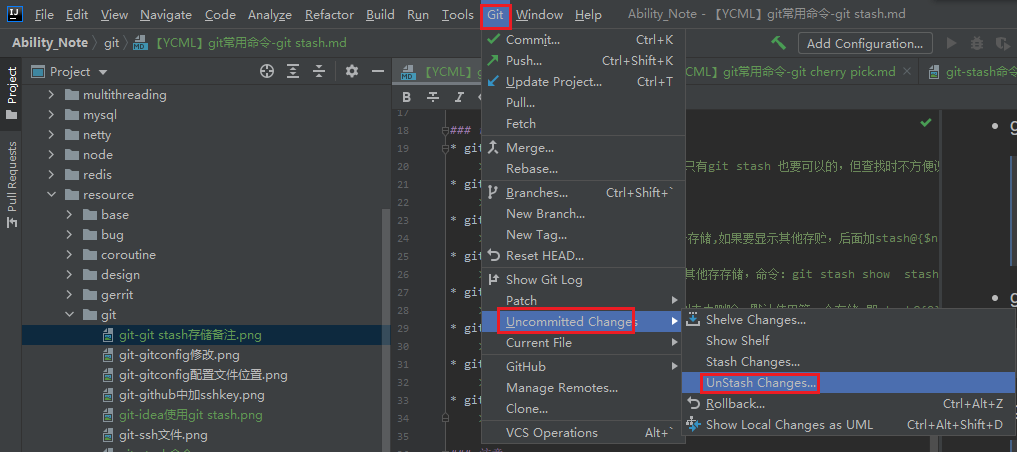 IJ File Edit View Navigate Code Analyze Refactor Build Run Tools Git Window Help Ability_Note - [YCML]git常用命令-git stash.md
Ability_Note git 【YCML】git常用命令-git stash.md Add Configuration...
Project
Pull Requests
Project
multithreading
mysql
netty
node
redis
resource
base
bug
coroutine
design
gerrit
git
git-git stash存储备注.png
git-gitconfig修改.png
git-gitconfig配置文件位置.png
git-github中加sshkey.png
git-idea使用git stash.png
git-ssh文件.png
【YCML】g
CML】git常用命令-git cherry pick.md
git-stash命令
B I
17
18 ###
19 * git
20 只有git stash 也要可以的，但查找时不方便识
21 * git
22
23 * git
24 存储,如果要显示其他存贮，后面加stash@{$n
25 * git
26 其他存存储，命令：git stash show stash
27 * git
28
29 * git
30
31 * git
32
33 * git
34
35
Commit... Ctrl+K
Push... Ctrl+Shift+K
Update Project... Ctrl+T
Pull...
Fetch
Merge...
Rebase...
Branches... Ctrl+Shift+`
New Branch...
New Tag...
Reset HEAD...
Show Git Log
Patch
Uncommitted Changes
Current File
GitHub
Manage Remotes...
Clone...
VCS Operations Alt+`
Shelve Changes...
Show Shelf
Stash Changes...
UnStash Changes...
Rollback... Ctrl+Alt+Z
Show Local Changes as UML Ctrl+Alt+Shift+D